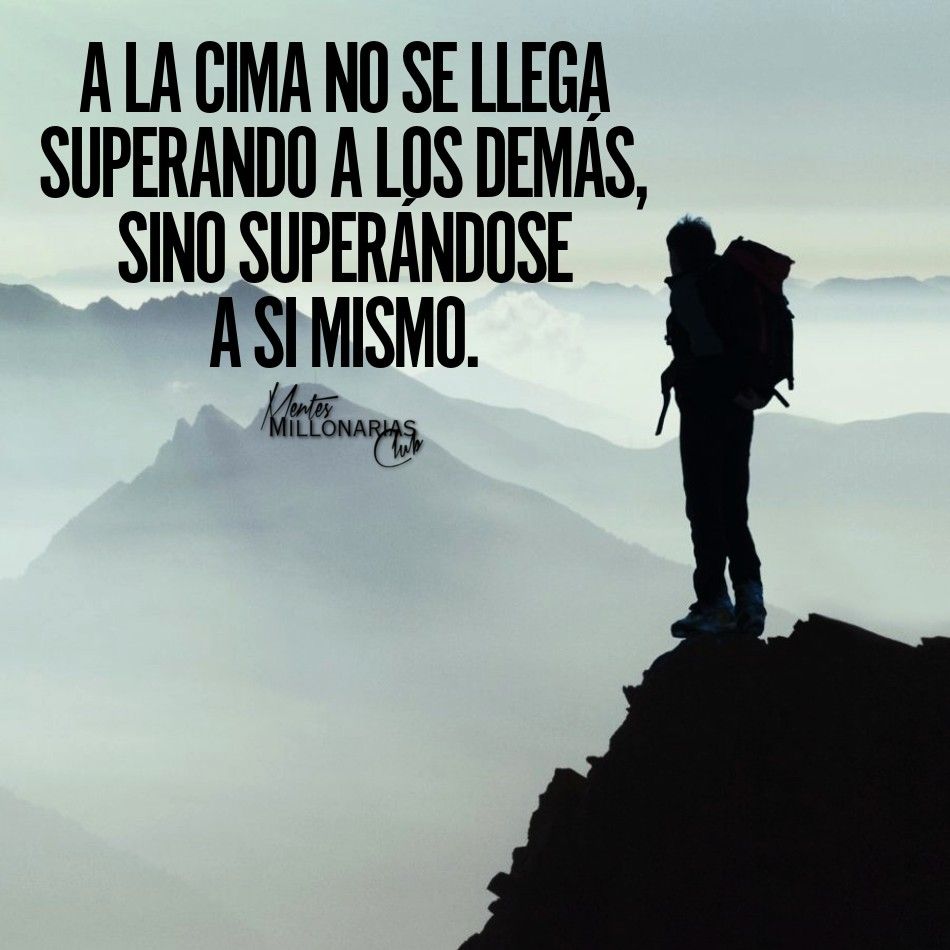 A LA CIMA NO SE LLEGA
SUPERANDO A LOS DEMÁS,
SINO SUPERÁNDOSE
A SI MISMO.
Mentes
MILLONARIAS
Club